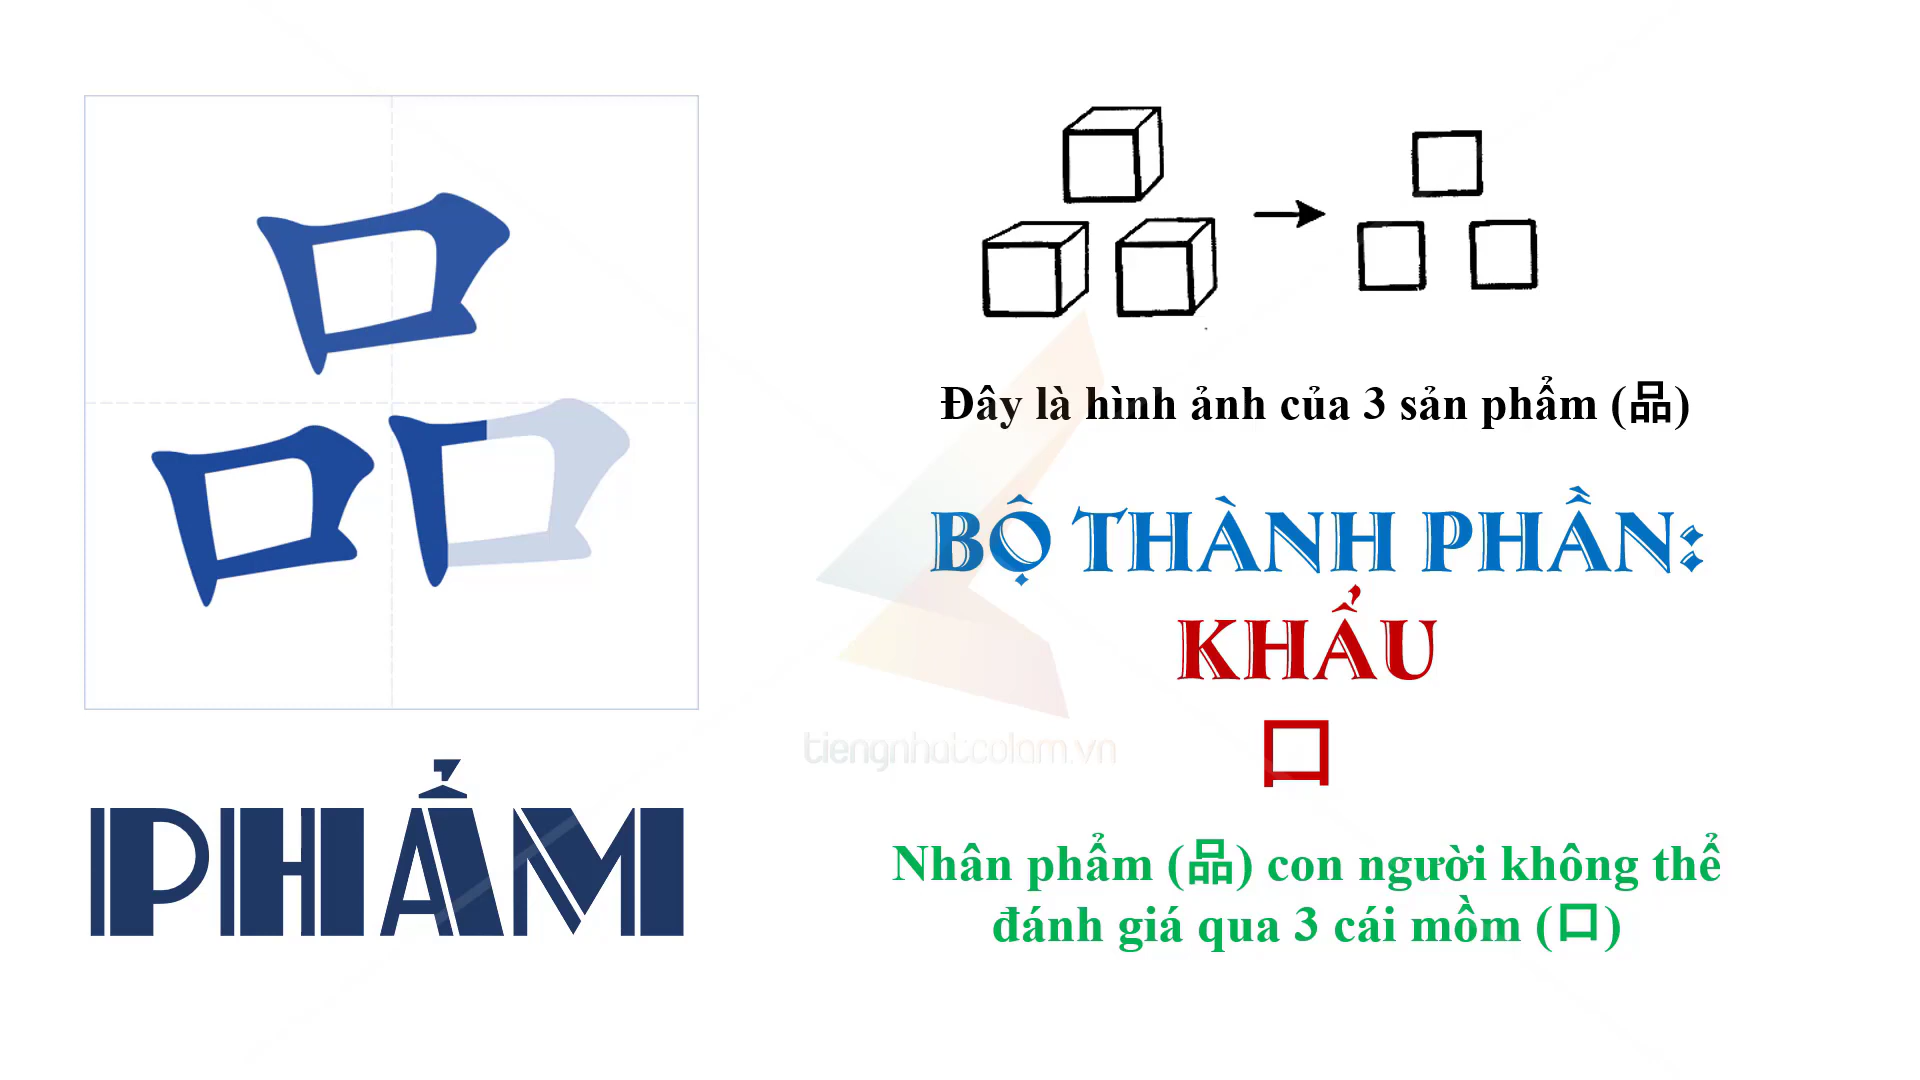 品
PHẨM
Đây là hình ảnh của 3 sản phẩm (品)
BỘ THÀNH PHẦN:
KHẨU
口
tiengnhatcolam.vn
Nhân phẩm (品) con người không thể
đánh giá qua 3 cái mồm (口)